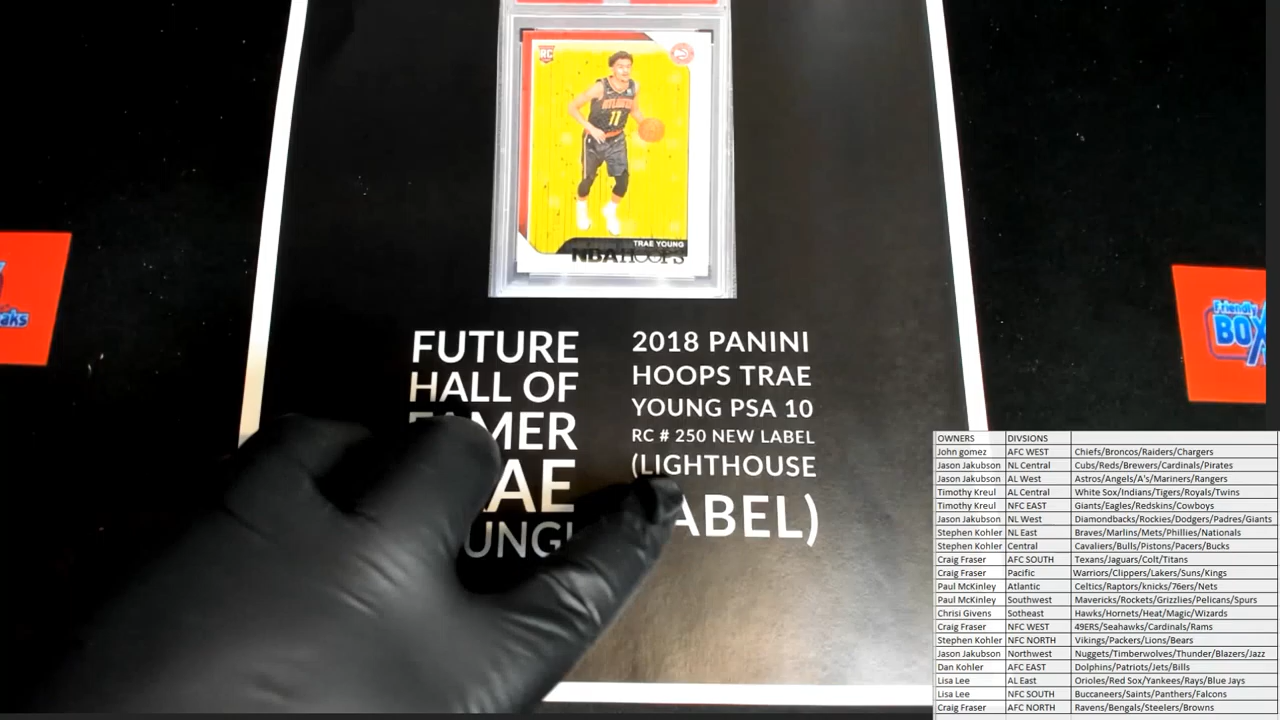 RC
ATLANTA
11
TRAE YOUNG
NBA HOOPS
FUTURE
HALL OF
FAMER
RAE
OUNG!
2018 PANINI
HOOPS TRAE
YOUNG PSA 10
RC # 250 NEW LABEL
(LIGHTHOUSE
ABEL)
aks
Friendly
BOX
OWNERS DIVSIONS
John gomez AFC WEST Chiefs/Broncos/Raiders/Chargers
Jason Jakubson NL Central Cubs/Reds/Brewers/Cardinals/Pirates
Jason Jakubson AL West Astros/Angels/A's/Mariners/Rangers
Timothy Kreul AL Central White Sox/Indians/Tigers/Royals/Twins
Timothy Kreul NFC EAST Giants/Eagles/Redskins/Cowboys
Jason Jakubson NL West Diamondbacks/Rockies/Dodgers/Padres/Giants
Stephen Kohler NL East Braves/Marlins/Mets/Phillies/Nationals
Stephen Kohler Central Cavaliers/Bulls/Pistons/Pacers/Bucks
Craig Fraser AFC SOUTH Texans/Jaguars/Colt/Titans
Craig Fraser Pacific Warriors/Clippers/Lakers/Suns/Kings
Paul McKinley Atlantic Celtics/Raptors/knicks/76ers/Nets
Paul McKinley Southwest Mavericks/Rockets/Grizzlies/Pelicans/Spurs
Chrisi Givens Sotheast Hawks/Hornets/Heat/Magic/Wizards
Craig Fraser NFC WEST 49ERS/Seahawks/Cardinals/Rams
Stephen Kohler NFC NORTH Vikings/Packers/Lions/Bears
Jason Jakubson Northwest Nuggets/Timberwolves/Thunder/Blazers/Jazz
Dan Kohler AFC EAST Dolphins/Patriots/Jets/Bills
Lisa Lee AL East Orioles/Red Sox/Yankees/Rays/Blue Jays
Lisa Lee NFC SOUTH Buccaneers/Saints/Panthers/Falcons
Craig Fraser AFC NORTH Ravens/Bengals/Steelers/Browns